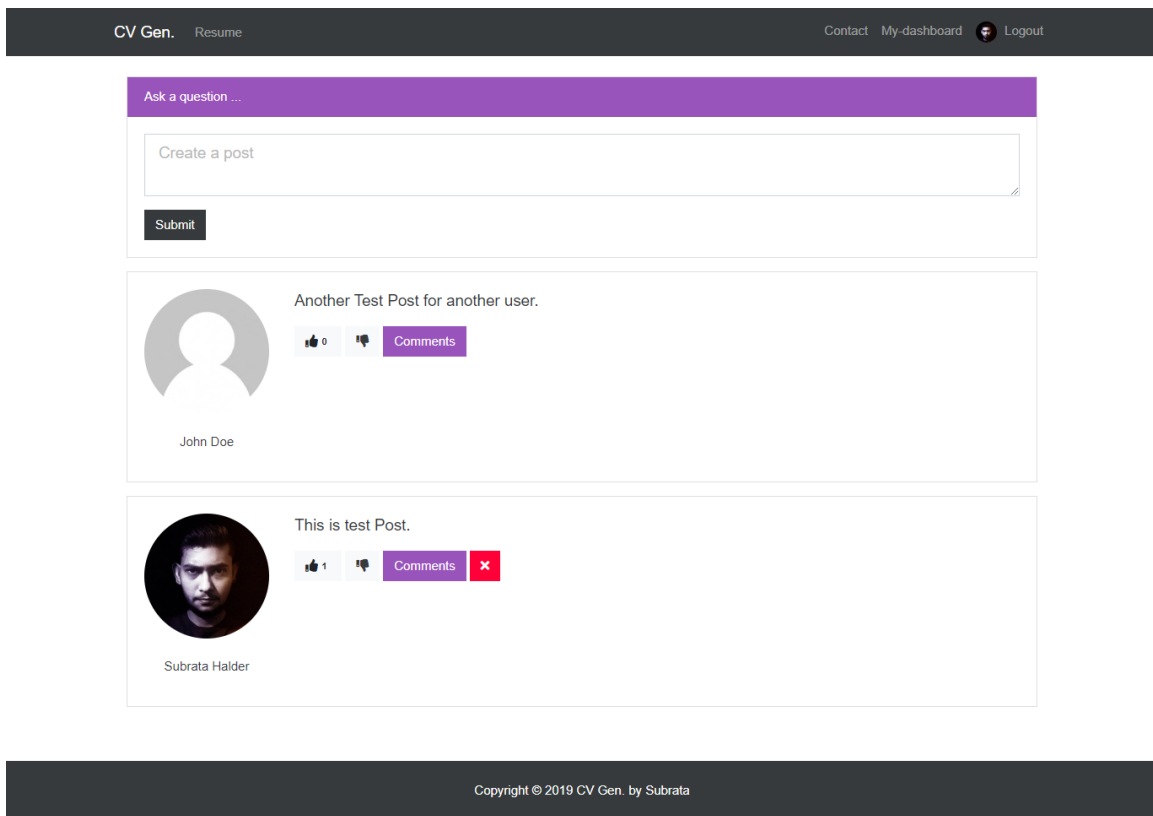 CV Gen. Resume Contact My-dashboard Logout
Ask a question ...
Create a post
Submit
Another Test Post for another user.
0 Comments
John Doe
This is test Post.
1 Comments
Subrata Halder
Copyright © 2019 CV Gen. by Subrata